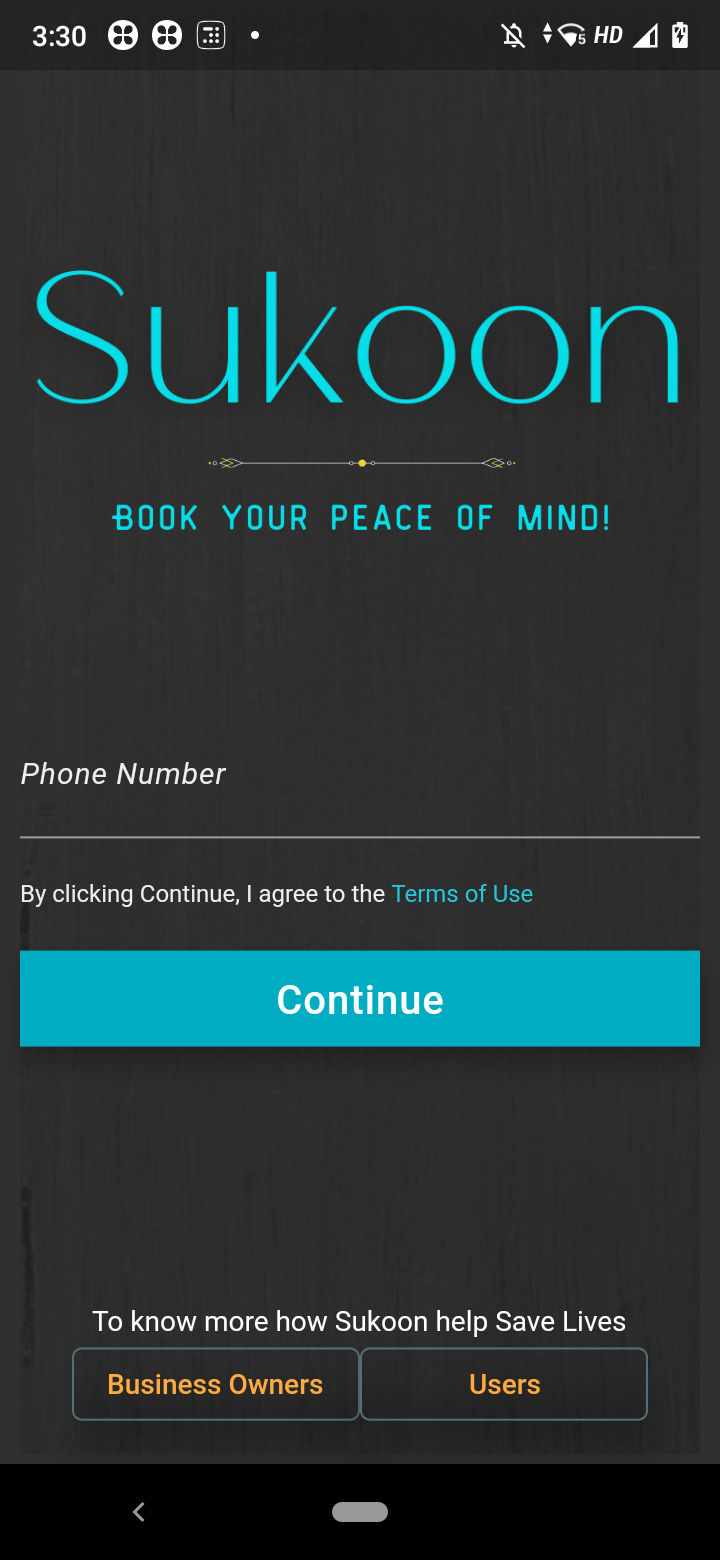 3:30
5 HD
Sukoon
BOOK YOUR PEACE OF MIND!
Phone Number
By clicking Continue, I agree to the Terms of Use
Continue
To know more how Sukoon help Save Lives
Business Owners Users